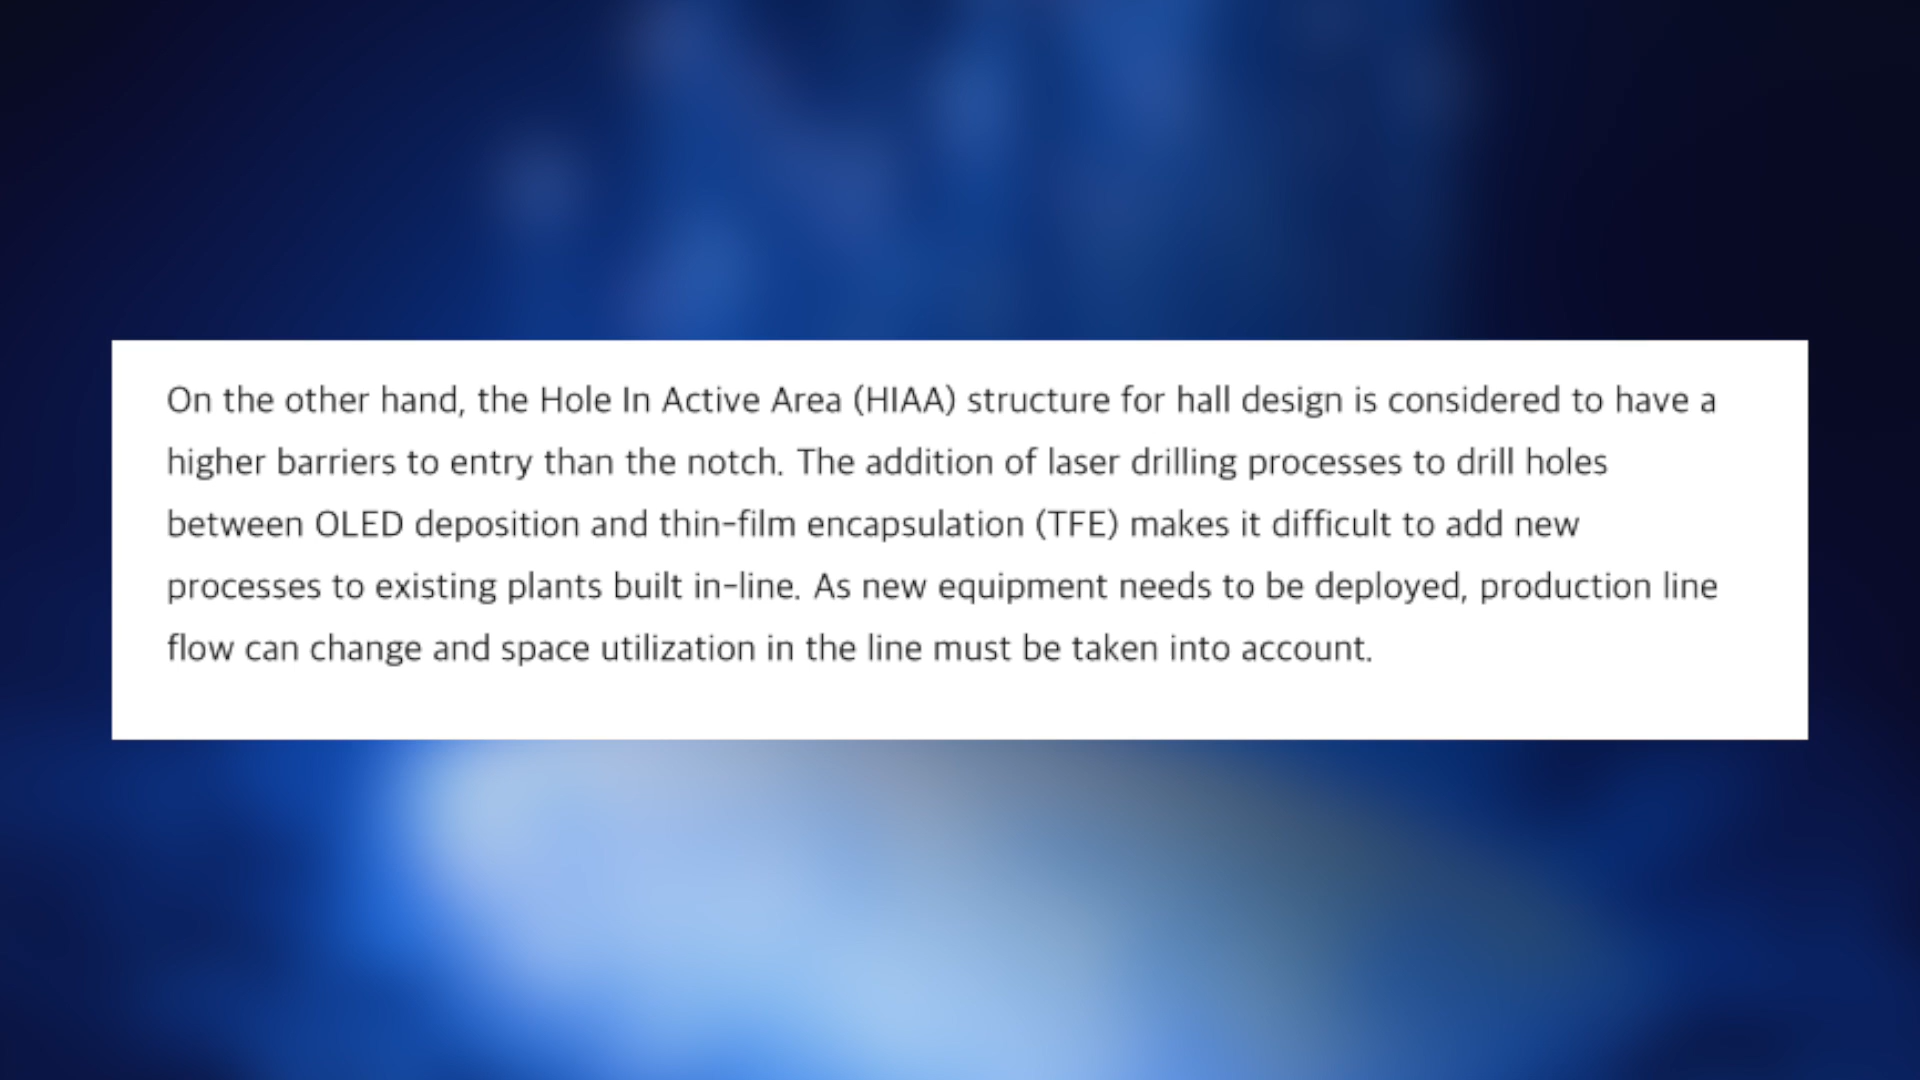 On the other hand, the Hole In Active Area (HIAA) structure for hall design is considered to have a
higher barriers to entry than the notch. The addition of laser drilling processes to drill holes
between OLED deposition and thin-film encapsulation (TFE) makes it difficult to add new
processes to existing plants built in-line. As new equipment needs to be deployed, production line
flow can change and space utilization in the line must be taken into account.